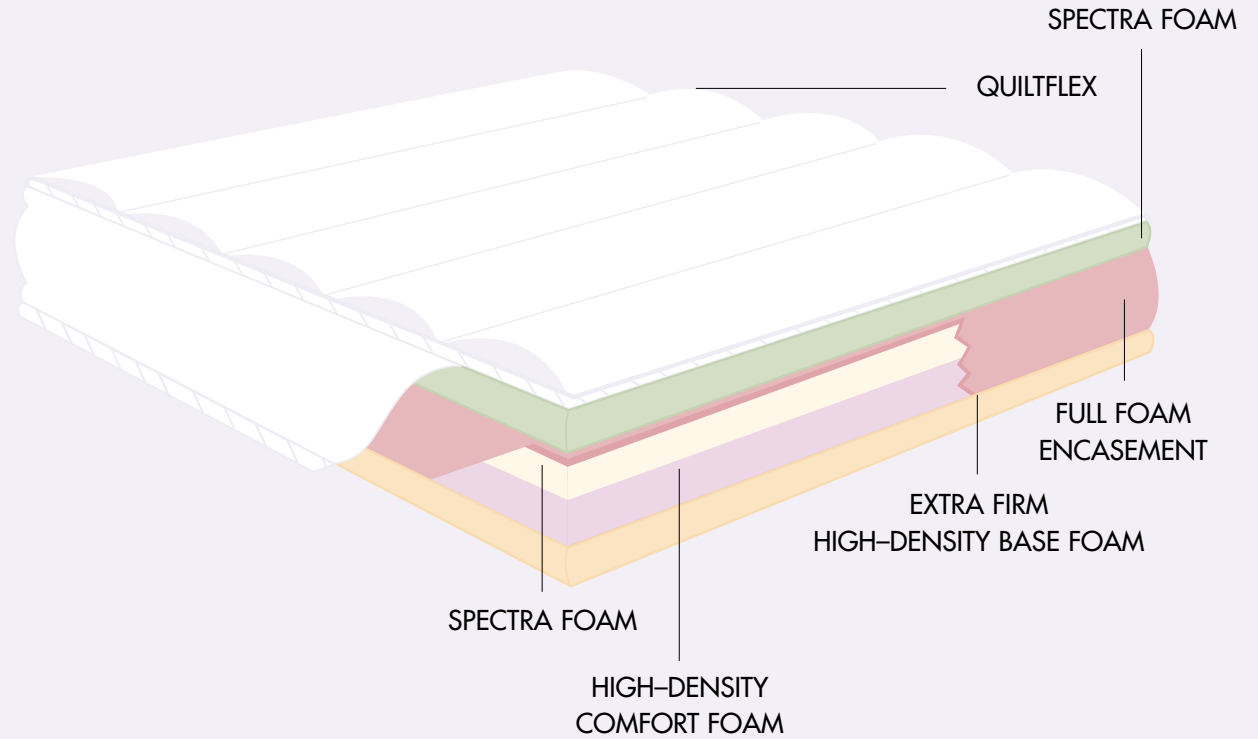 SPECTRA FOAM
QUILTFLEX
FULL FOAM
ENCASEMENT
EXTRA FIRM
HIGH–DENSITY BASE FOAM
SPECTRA FOAM
HIGH–DENSITY
COMFORT FOAM